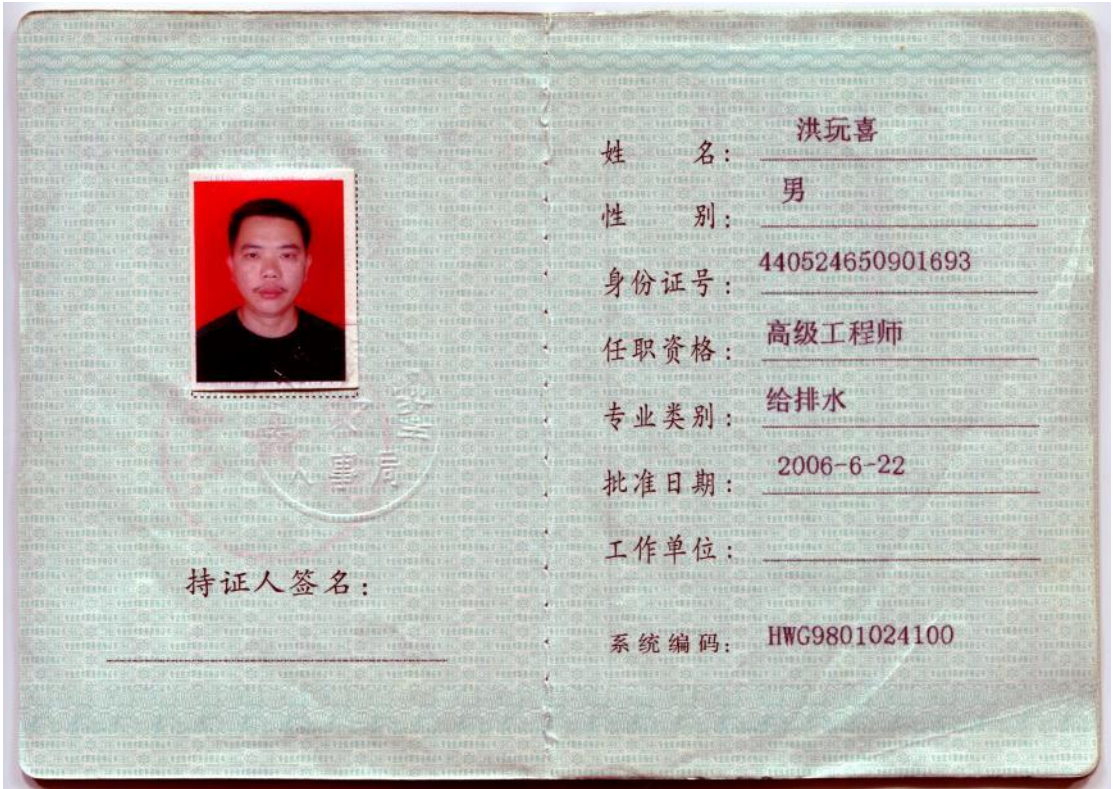 持证人签名：
姓 名： 洪玩喜
性 别： 男
身份证号： 440524650901693
任职资格： 高级工程师
专业类别： 给排水
批准日期： 2006-6-22
工作单位：
系统编码： HWG9801024100